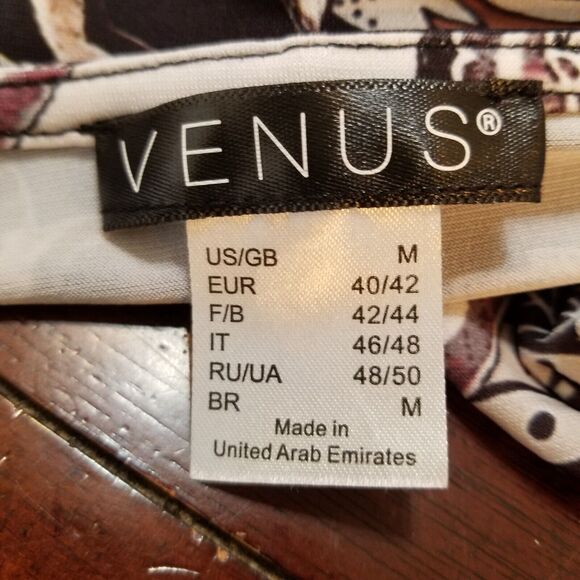 VENUS®
US/GB M
EUR 40/42
F/B 42/44
IT 46/48
RU/UA 48/50
BR M
Made in
United Arab Emirates